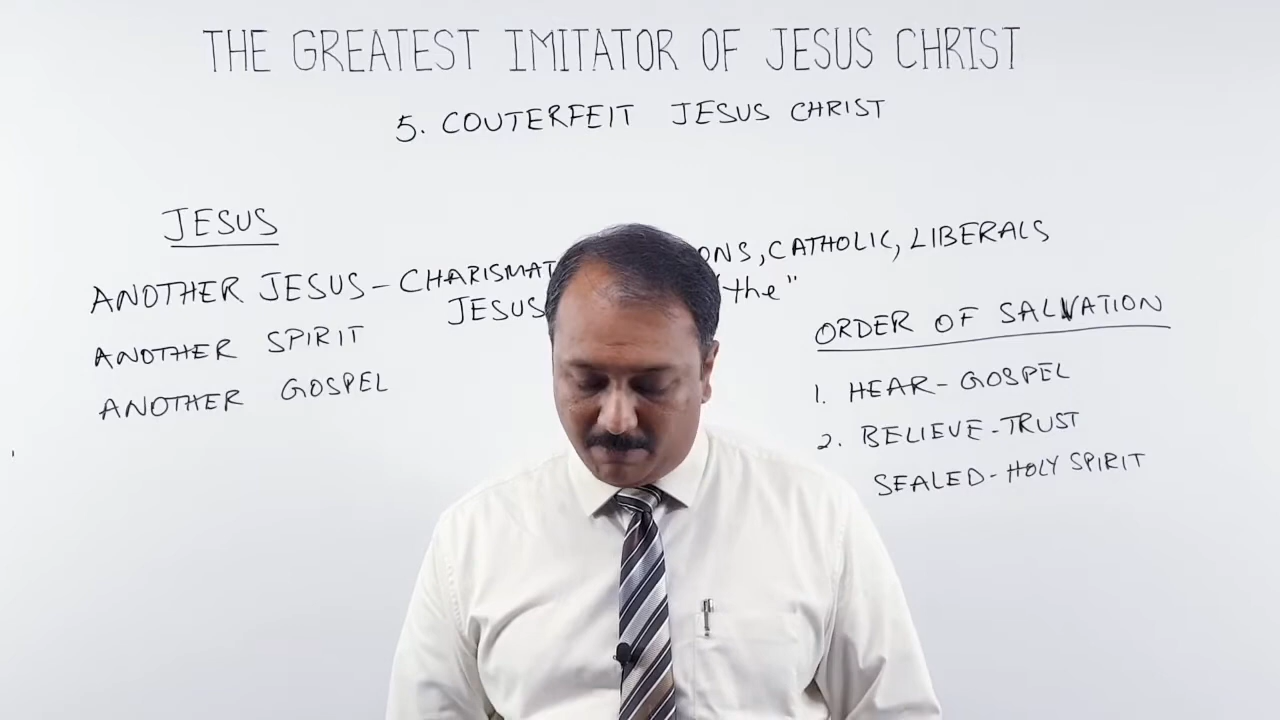 THE GREATEST IMITATOR OF JESUS CHRIST
5. COUTERFEIT JESUS CHRIST
JESUS
ANOTHER JESUS - CHARISMAT ONS, CATHOLIC, LIBERALS
JESUS "the"
ANOTHER SPIRIT
ANOTHER GOSPEL
ORDER OF SALVATION
1. HEAR - GOSPEL
2. BELIEVE - TRUST
SEALED - HOLY SPIRIT